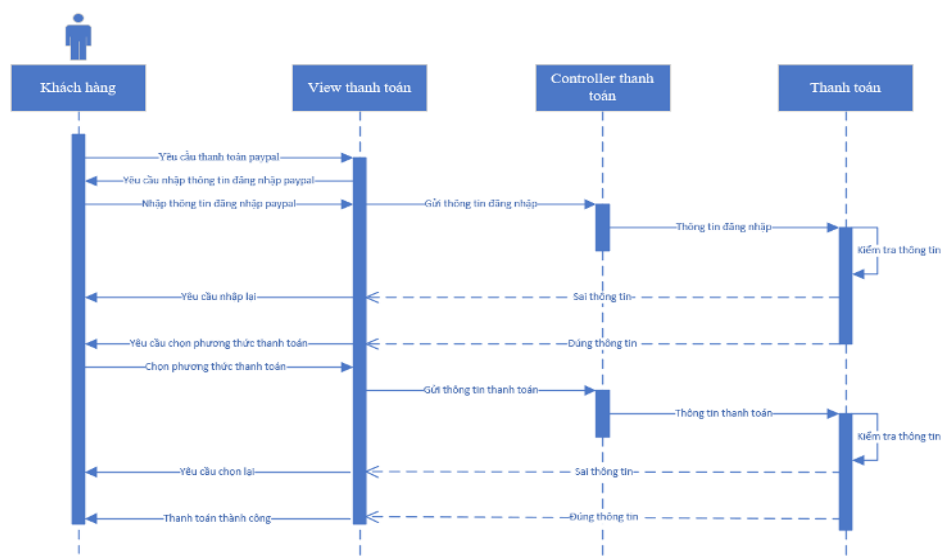 Khách hàng
View thanh toán
Controller thanh
toán
Thanh toán
Yêu cầu thanh toán paypal
Yêu cầu nhập thông tin đăng nhập paypal
Nhập thông tin đăng nhập paypal
Gửi thông tin đăng nhập
Thông tin đăng nhập
Kiểm tra thông tin
Yêu cầu nhập lại
Sai thông tin
Yêu cầu chọn phương thức thanh toán
Đúng thông tin
Chọn phương thức thanh toán
Gửi thông tin thanh toán
Thông tin thanh toán
Kiểm tra thông tin
Yêu cầu chọn lại
Sai thông tin
Thanh toán thành công
Đúng thông tin